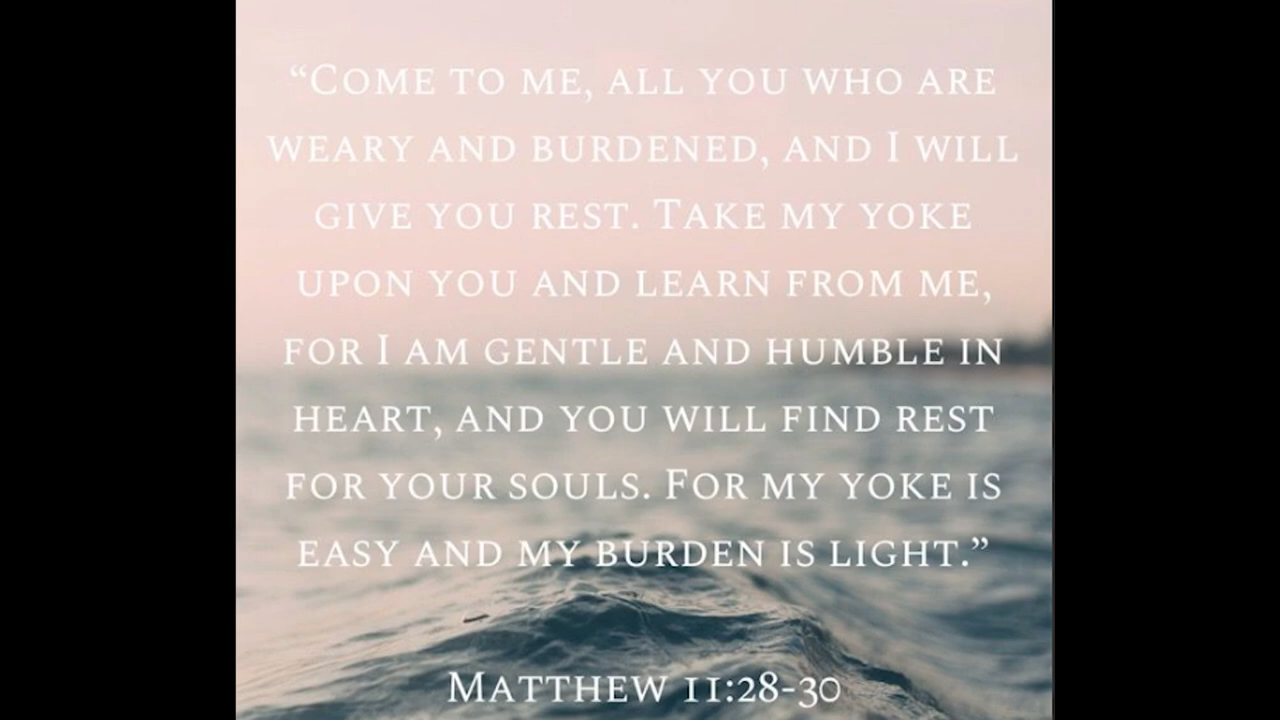 “Come to me, all you who are
weary and burdened, and I will
give you rest. Take my yoke
upon you and learn from me,
for I am gentle and humble in
heart, and you will find rest
for your souls. For my yoke is
easy and my burden is light.”
Matthew 11:28-30